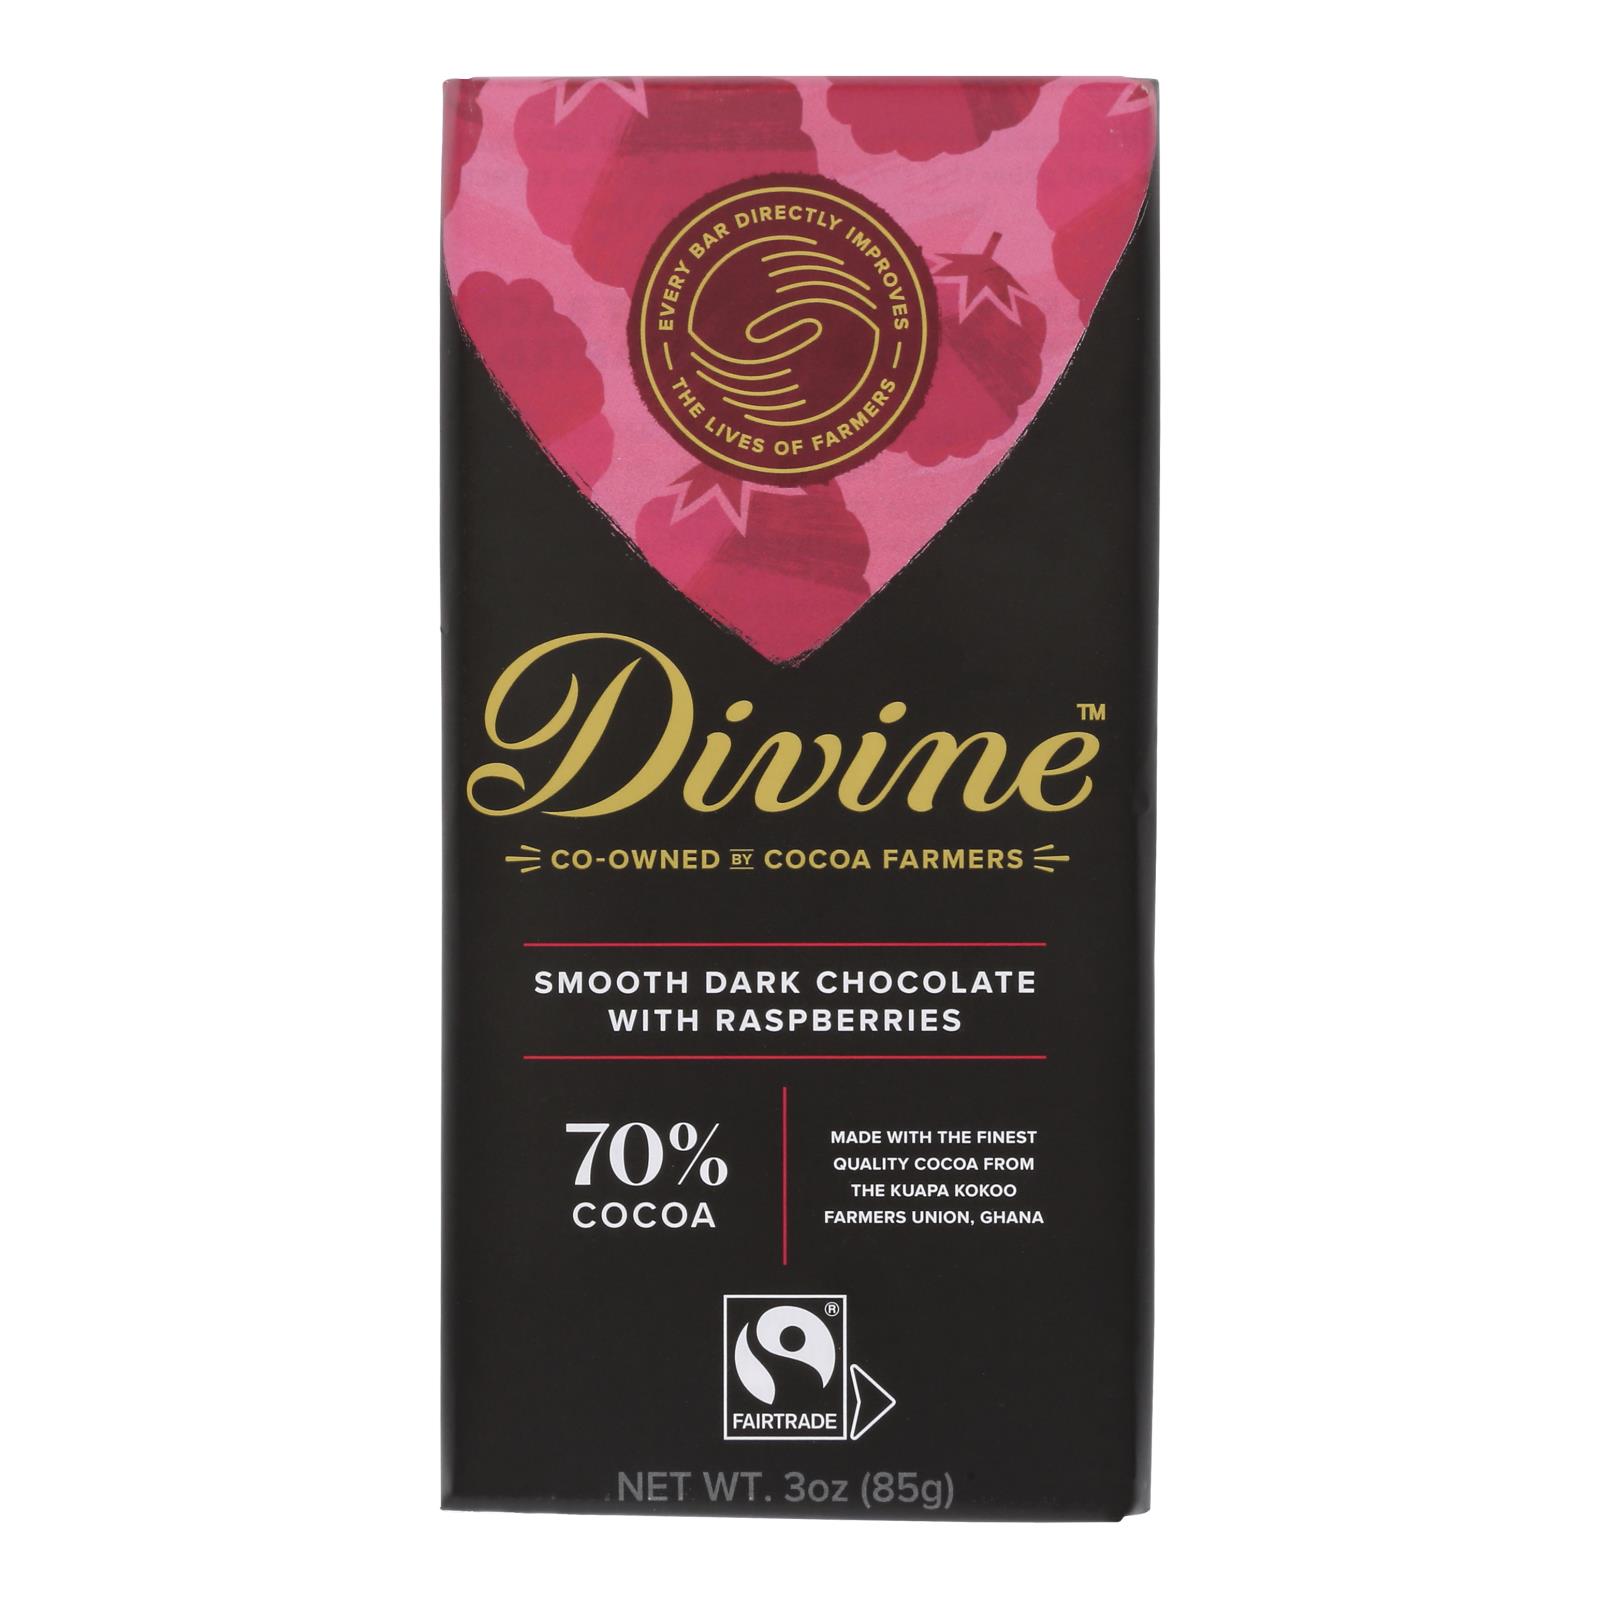 EVERY BAR DIRECTLY IMPROVES
THE LIVES OF FARMERS
Divine™
CO-OWNED BY COCOA FARMERS
SMOOTH DARK CHOCOLATE
WITH RASPBERRIES
70%
COCOA
MADE WITH THE FINEST
QUALITY COCOA FROM
THE KUAPA KOKOO
FARMERS UNION, GHANA
®
FAIRTRADE
NET WT. 3oz (85g)